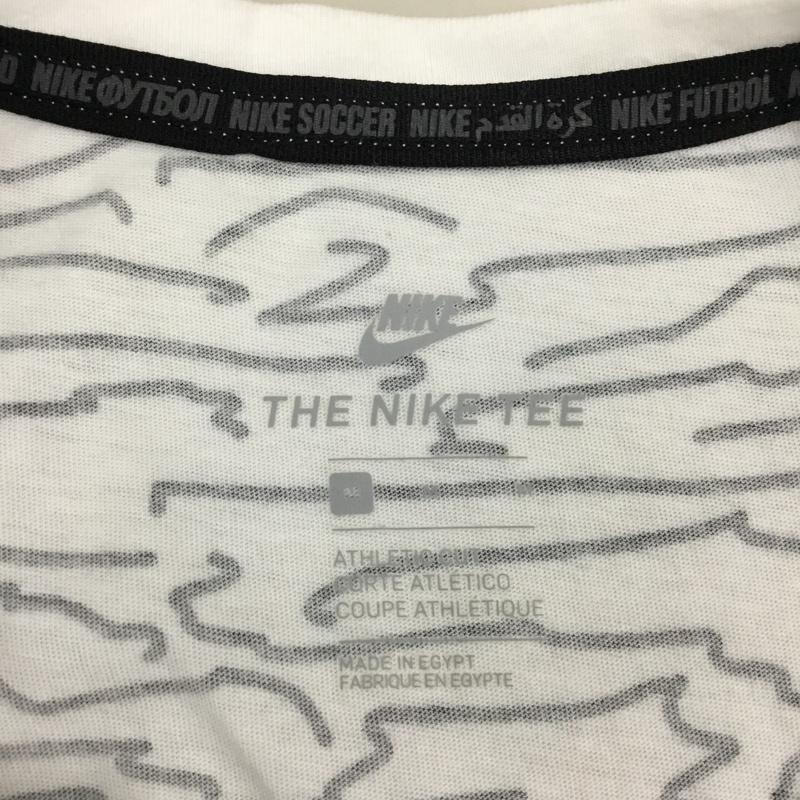 O NIKE ФУТБОЛ NIKE SOCCER NIKE كرة القدم NIKE FUTBOL N
NIKE
THE NIKE TEE
ATHLETIC CUT
CORTE ATLÉTICO
COUPE ATHLÉTIQUE
MADE IN EGYPT
FABRIQUE EN EGYPTE